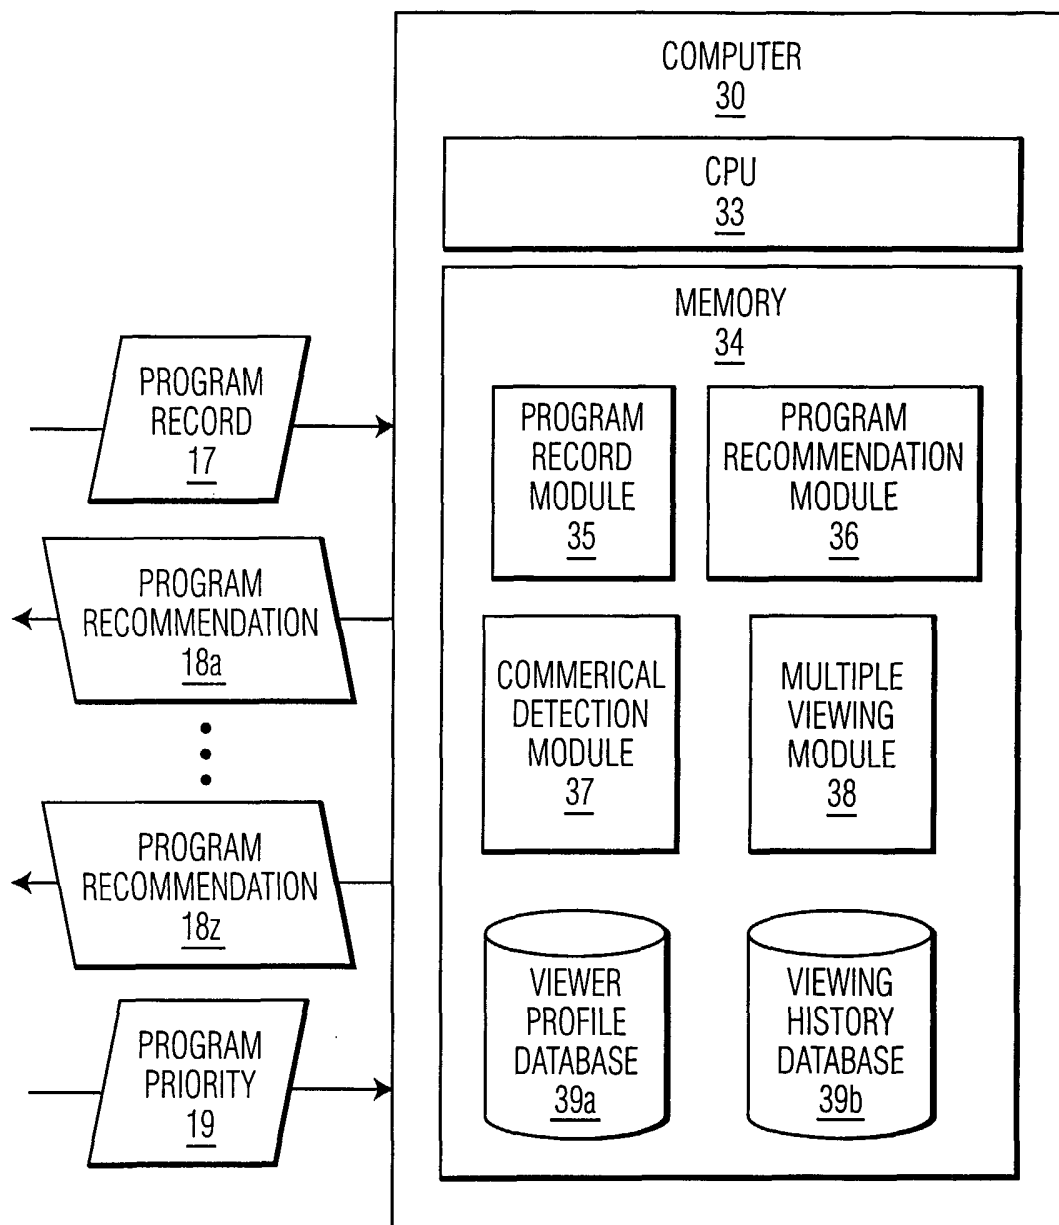 COMPUTER
30
CPU
33
MEMORY
34
PROGRAM
RECORD
17
PROGRAM
RECORD
MODULE
35
PROGRAM
RECOMMENDATION
MODULE
36
PROGRAM
RECOMMENDATION
18a
COMMERICAL
DETECTION
MODULE
37
MULTIPLE
VIEWING
MODULE
38
PROGRAM
RECOMMENDATION
18z
VIEWER
PROFILE
DATABASE
39a
VIEWING
HISTORY
DATABASE
39b
PROGRAM
PRIORITY
19